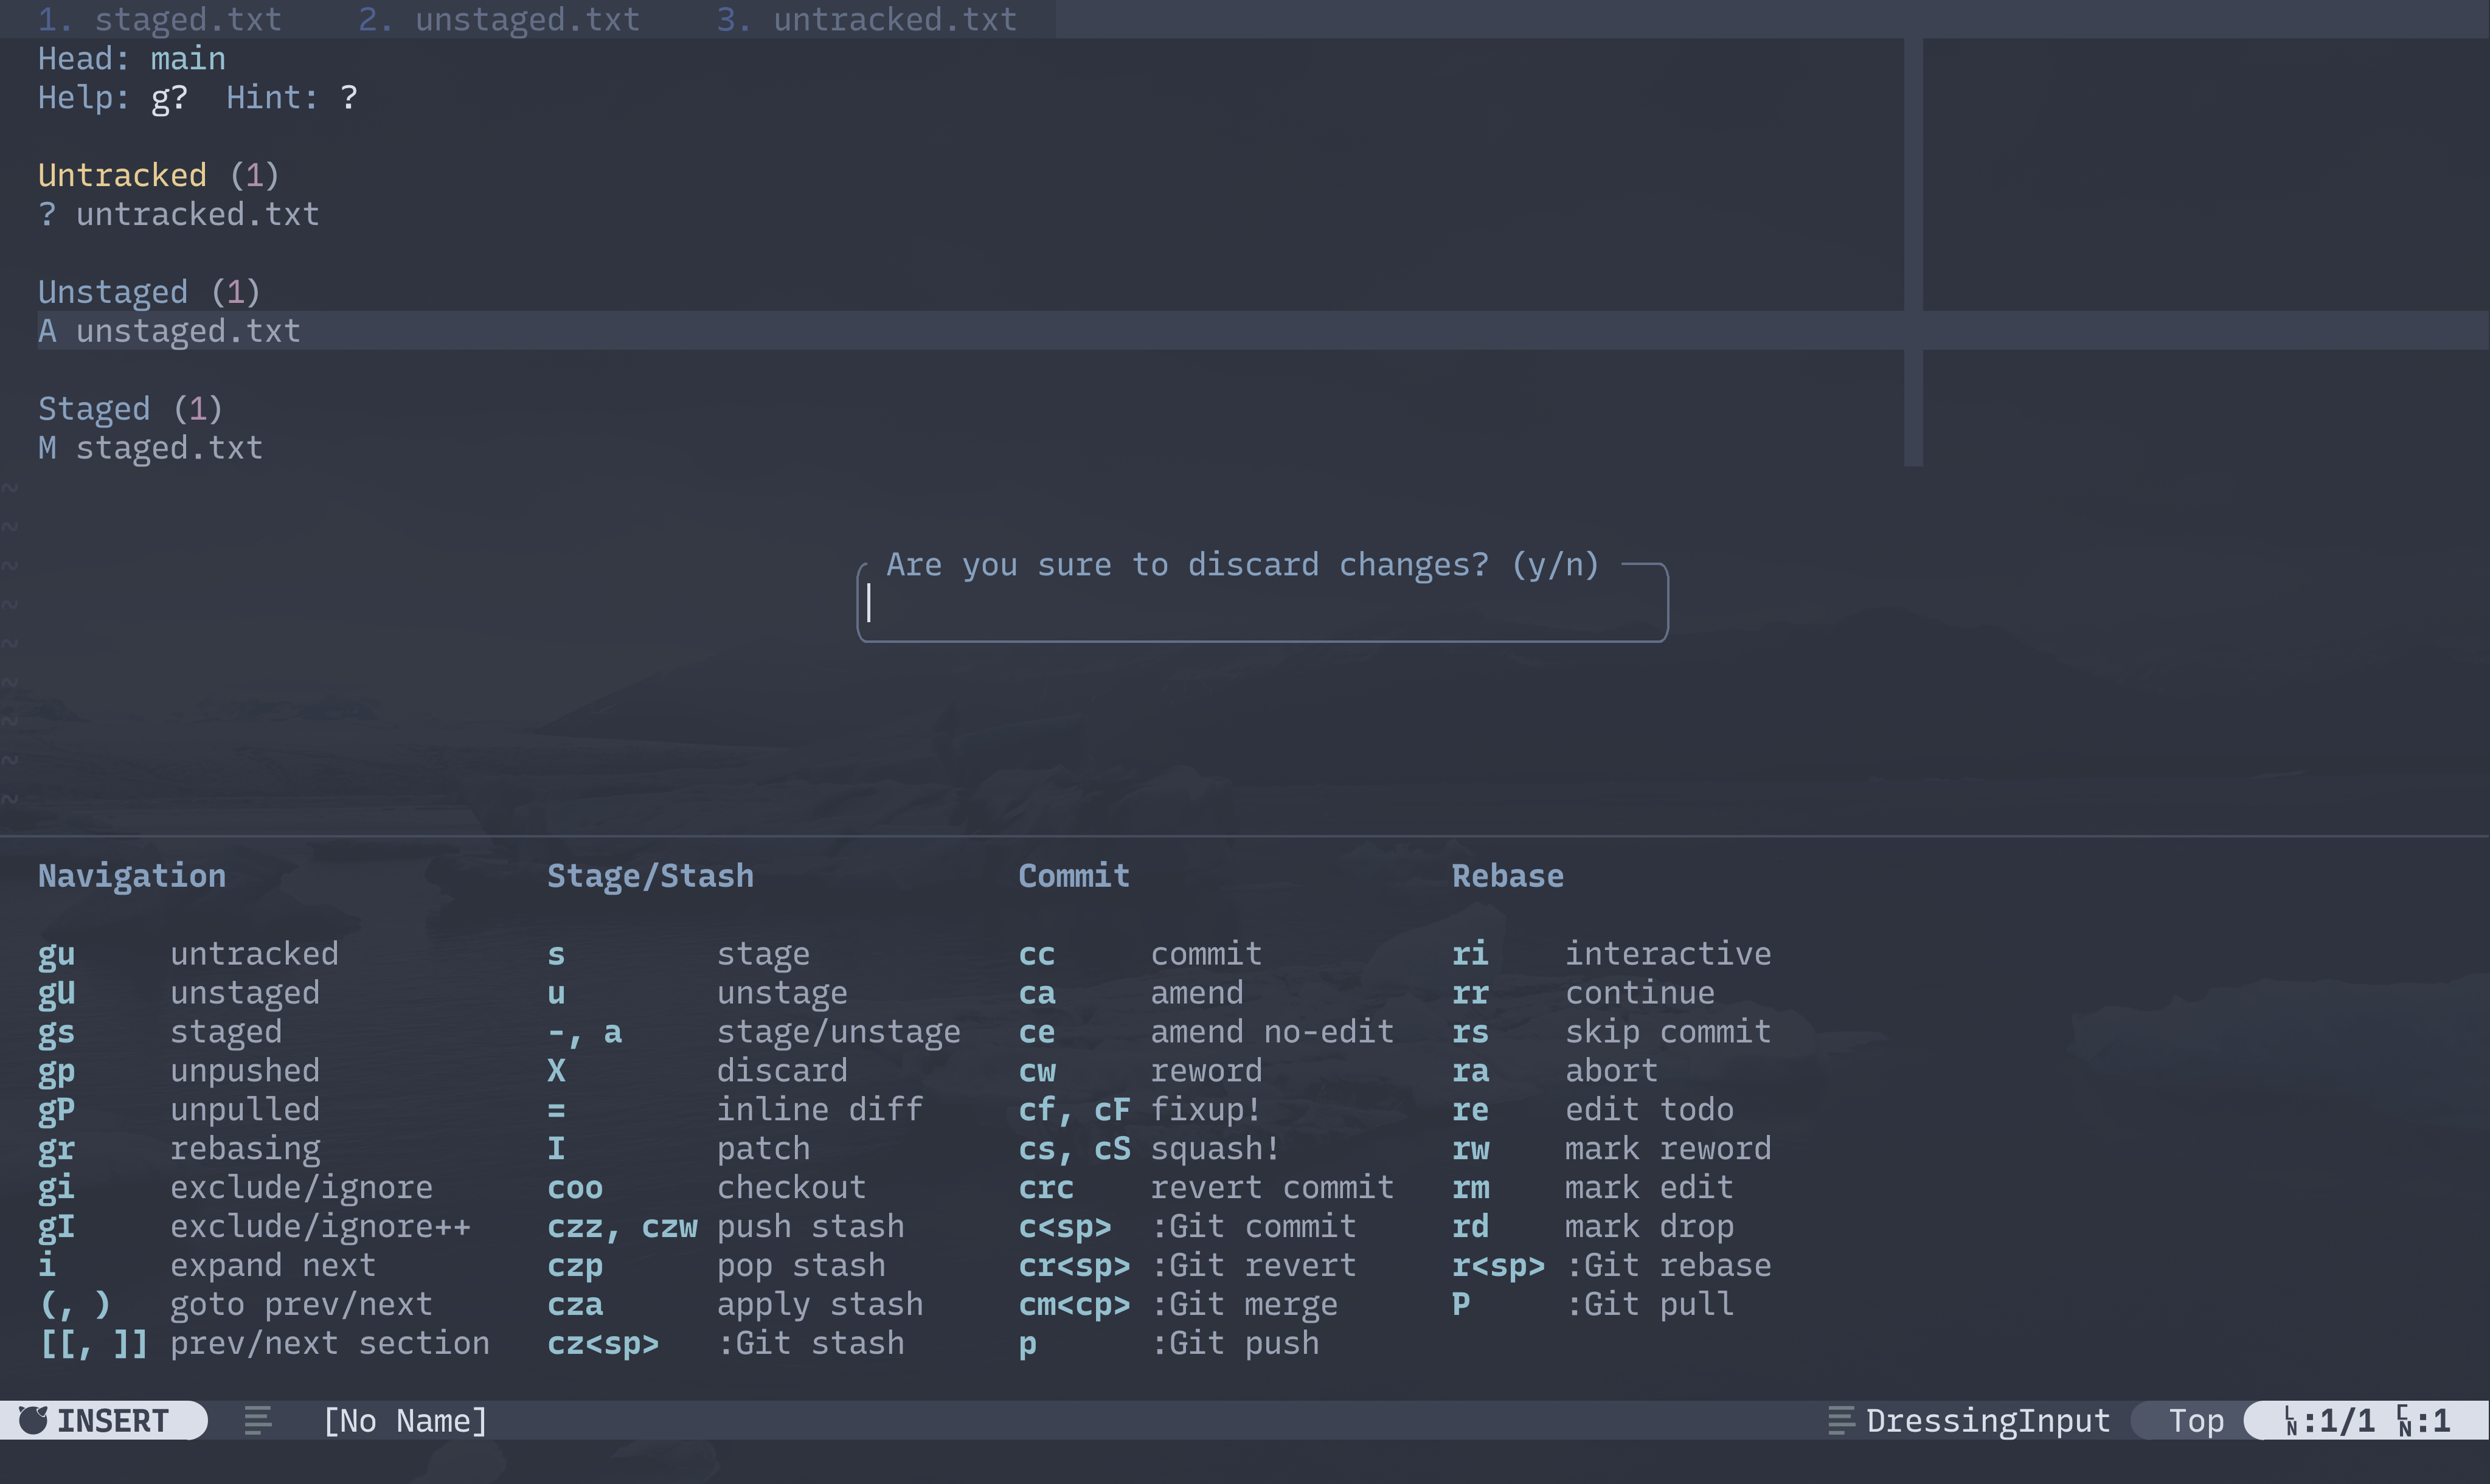 1. staged.txt 2. unstaged.txt 3. untracked.txt
Head: main
Help: g? Hint: ?
Untracked (1)
? untracked.txt
Unstaged (1)
A unstaged.txt
Staged (1)
M staged.txt
~
~
~
~
~
~
~
~
~
Are you sure to discard changes? (y/n)
Navigation Stage/Stash Commit Rebase
gu untracked s stage cc commit ri interactive
gU unstaged u unstage ca amend rr continue
gs staged -, a stage/unstage ce amend no-edit rs skip commit
gp unpushed X discard cw reword ra abort
gP unpulled = inline diff cf, cF fixup! re edit todo
gr rebasing I patch cs, cS squash! rw mark reword
gi exclude/ignore coo checkout crc revert commit rm mark edit
gI exclude/ignore++ czz, czw push stash c<sp> :Git commit rd mark drop
i expand next czp pop stash cr<sp> :Git revert r<sp> :Git rebase
(, ) goto prev/next cza apply stash cm<cp> :Git merge P :Git pull
[[, ]] prev/next section cz<sp> :Git stash p :Git push
INSERT [No Name] DressingInput Top LN:1/1 CN:1